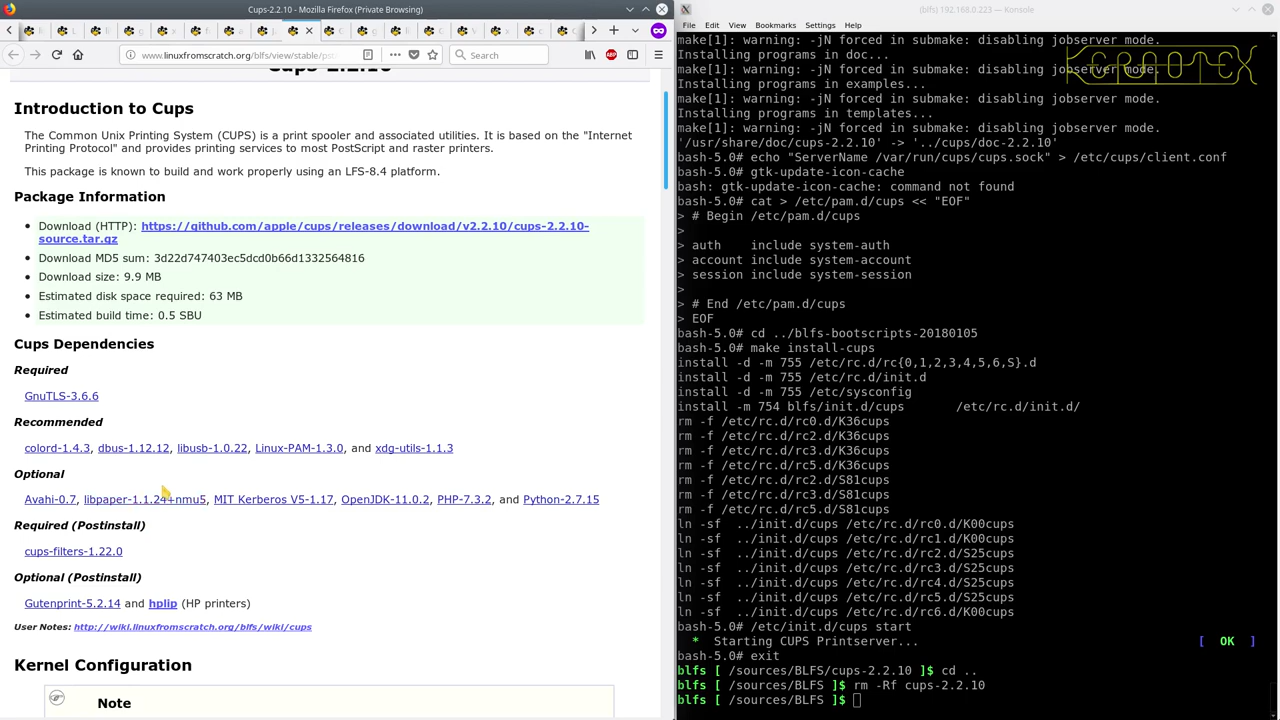 Cups-2.2.10 - Mozilla Firefox (Private Browsing)
www.linuxfromscratch.org/blfs/view/stable/ps
Search
Cups-2.2.10
Introduction to Cups
The Common Unix Printing System (CUPS) is a print spooler and associated utilities. It is based on the "Internet
Printing Protocol" and provides printing services to most PostScript and raster printers.
This package is known to build and work properly using an LFS-8.4 platform.
Package Information
Download (HTTP): https://github.com/apple/cups/releases/download/v2.2.10/cups-2.2.10-
source.tar.gz
Download MD5 sum: 3d22d747403ec5dcd0b66d1332564816
Download size: 9.9 MB
Estimated disk space required: 63 MB
Estimated build time: 0.5 SBU
Cups Dependencies
Required
GnuTLS-3.6.6
Recommended
colord-1.4.3, dbus-1.12.12, libusb-1.0.22, Linux-PAM-1.3.0, and xdg-utils-1.1.3
Optional
Avahi-0.7, libpaper-1.1.24+nmu5, MIT Kerberos V5-1.17, OpenJDK-11.0.2, PHP-7.3.2, and Python-2.7.15
Required (Postinstall)
cups-filters-1.22.0
Optional (Postinstall)
Gutenprint-5.2.14 and hplip (HP printers)
User Notes: http://wiki.linuxfromscratch.org/blfs/wiki/cups
Kernel Configuration
Note
(blfs) 192.168.0.223 — Konsole
File Edit View Bookmarks Settings Help
make[1]: warning: -jN forced in submake: disabling jobserver mode.
Installing programs in doc...
make[1]: warning: -jN forced in submake: disabling jobserver mode.
Installing programs in examples...
make[1]: warning: -jN forced in submake: disabling jobserver mode.
Installing programs in templates...
make[1]: warning: -jN forced in submake: disabling jobserver mode.
'/usr/share/doc/cups-2.2.10' -> '../cups/doc-2.2.10'
bash-5.0# echo "ServerName /var/run/cups/cups.sock" > /etc/cups/client.conf
bash-5.0# gtk-update-icon-cache
bash: gtk-update-icon-cache: command not found
bash-5.0# cat > /etc/pam.d/cups << "EOF"
> # Begin /etc/pam.d/cups
>
> auth    include system-auth
> account include system-account
> session include system-session
>
> # End /etc/pam.d/cups
> EOF
bash-5.0# cd ../blfs-bootscripts-20180105
bash-5.0# make install-cups
install -d -m 755 /etc/rc.d/rc{0,1,2,3,4,5,6,S}.d
install -d -m 755 /etc/rc.d/init.d
install -d -m 755 /etc/sysconfig
install -m 754 blfs/init.d/cups       /etc/rc.d/init.d/
rm -f /etc/rc.d/rc0.d/K36cups
rm -f /etc/rc.d/rc2.d/K36cups
rm -f /etc/rc.d/rc3.d/K36cups
rm -f /etc/rc.d/rc5.d/K36cups
rm -f /etc/rc.d/rc2.d/S81cups
rm -f /etc/rc.d/rc3.d/S81cups
rm -f /etc/rc.d/rc5.d/S81cups
ln -sf  ../init.d/cups /etc/rc.d/rc0.d/K00cups
ln -sf  ../init.d/cups /etc/rc.d/rc1.d/K00cups
ln -sf  ../init.d/cups /etc/rc.d/rc2.d/S25cups
ln -sf  ../init.d/cups /etc/rc.d/rc3.d/S25cups
ln -sf  ../init.d/cups /etc/rc.d/rc4.d/S25cups
ln -sf  ../init.d/cups /etc/rc.d/rc5.d/S25cups
ln -sf  ../init.d/cups /etc/rc.d/rc6.d/K00cups
bash-5.0# /etc/init.d/cups start
*  Starting CUPS Printserver... [  OK  ]
bash-5.0# exit
blfs [ /sources/BLFS/cups-2.2.10 ]$ cd ..
blfs [ /sources/BLFS ]$ rm -Rf cups-2.2.10
blfs [ /sources/BLFS ]$